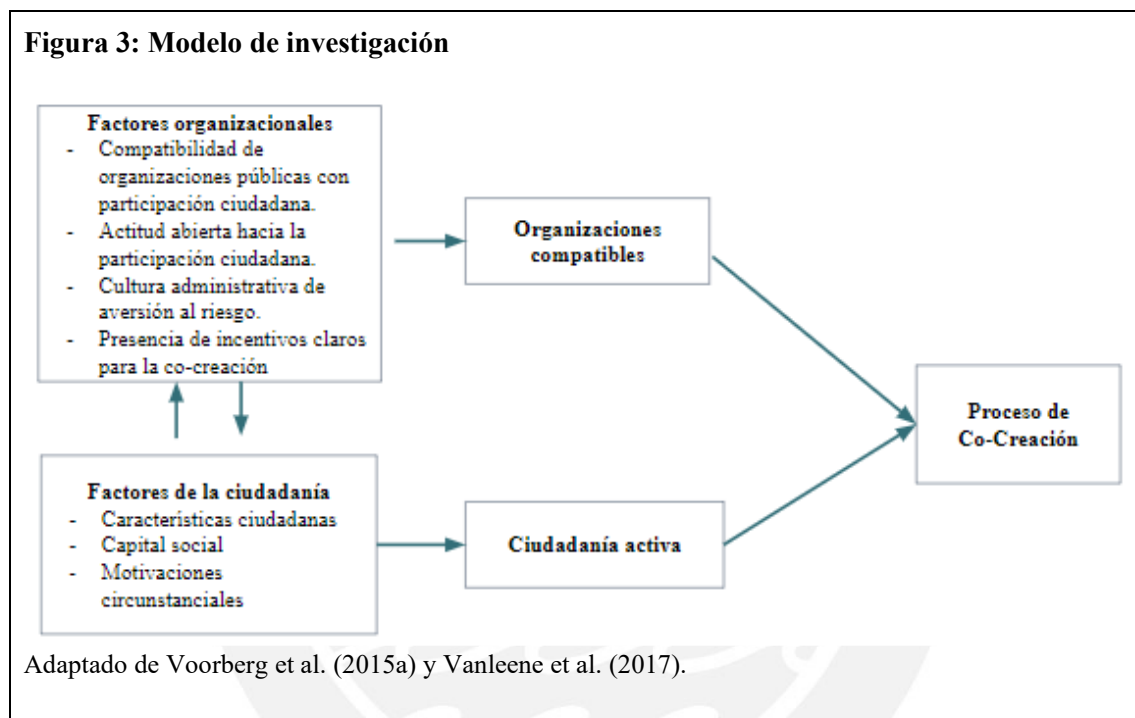 Figura 3: Modelo de investigación
Factores organizacionales
- Compatibilidad de
organizaciones públicas con
participación ciudadana.
- Actitud abierta hacia la
participación ciudadana.
- Cultura administrativa de
aversión al riesgo.
- Presencia de incentivos claros
para la co-creación
Organizaciones
compatibles
Proceso de
Co-Creación
Factores de la ciudadanía
- Características ciudadanas
- Capital social
- Motivaciones
circunstanciales
Ciudadanía activa
Adaptado de Voorberg et al. (2015a) y Vanleene et al. (2017).